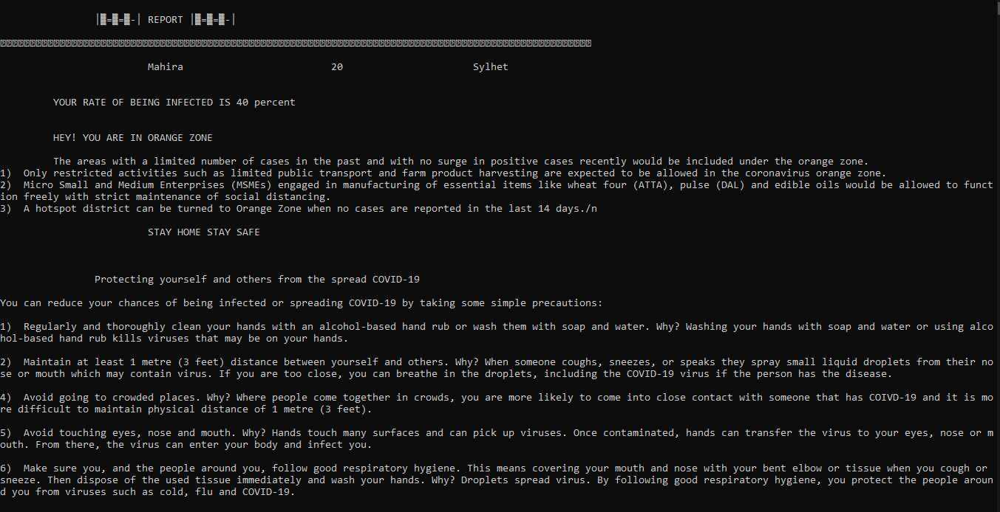 |▓=▓=▓-| REPORT |▓=▓=▓-|
Mahira 20 Sylhet
YOUR RATE OF BEING INFECTED IS 40 percent
HEY! YOU ARE IN ORANGE ZONE
The areas with a limited number of cases in the past and with no surge in positive cases recently would be included under the orange zone.
1) Only restricted activities such as limited public transport and farm product harvesting are expected to be allowed in the coronavirus orange zone.
2) Micro Small and Medium Enterprises (MSMEs) engaged in manufacturing of essential items like wheat four (ATTA), pulse (DAL) and edible oils would be allowed to funct
ion freely with strict maintenance of social distancing.
3) A hotspot district can be turned to Orange Zone when no cases are reported in the last 14 days./n
STAY HOME STAY SAFE
Protecting yourself and others from the spread COVID-19
You can reduce your chances of being infected or spreading COVID-19 by taking some simple precautions:
1) Regularly and thoroughly clean your hands with an alcohol-based hand rub or wash them with soap and water. Why? Washing your hands with soap and water or using alco
hol-based hand rub kills viruses that may be on your hands.
2) Maintain at least 1 metre (3 feet) distance between yourself and others. Why? When someone coughs, sneezes, or speaks they spray small liquid droplets from their no
se or mouth which may contain virus. If you are too close, you can breathe in the droplets, including the COVID-19 virus if the person has the disease.
4) Avoid going to crowded places. Why? Where people come together in crowds, you are more likely to come into close contact with someone that has COIVD-19 and it is mo
re difficult to maintain physical distance of 1 metre (3 feet).
5) Avoid touching eyes, nose and mouth. Why? Hands touch many surfaces and can pick up viruses. Once contaminated, hands can transfer the virus to your eyes, nose or m
outh. From there, the virus can enter your body and infect you.
6) Make sure you, and the people around you, follow good respiratory hygiene. This means covering your mouth and nose with your bent elbow or tissue when you cough or
sneeze. Then dispose of the used tissue immediately and wash your hands. Why? Droplets spread virus. By following good respiratory hygiene, you protect the people aroun
d you from viruses such as cold, flu and COVID-19.